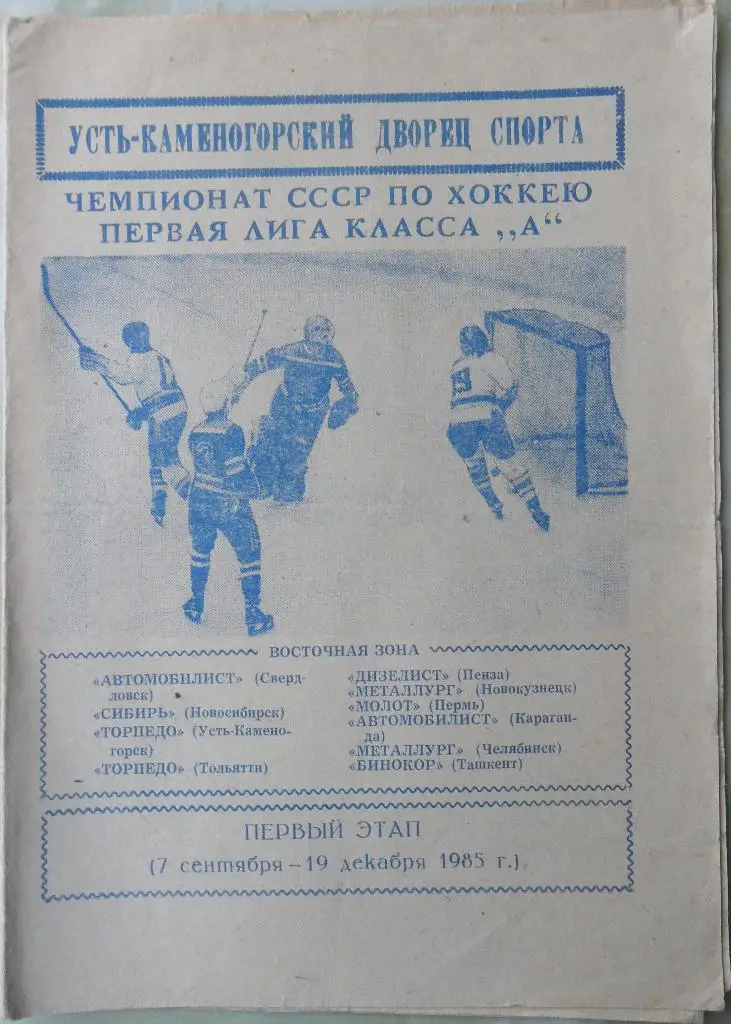 УСТЬ-КАМЕНОГОРСКИЙ ДВОРЕЦ СПОРТА
ЧЕМПИОНАТ СССР ПО ХОККЕЮ
ПЕРВАЯ ЛИГА КЛАССА „А“
ВОСТОЧНАЯ ЗОНА
«АВТОМОБИЛИСТ» (Сверд-
ловск)
«СИБИРЬ» (Новосибирск)
«ТОРПЕДО» (Усть-Камено-
горск)
«ТОРПЕДО» (Тольятти)
«ДИЗЕЛИСТ» (Пенза)
«МЕТАЛЛУРГ» (Новокузнецк)
«МОЛОТ» (Пермь)
«АВТОМОБИЛИСТ» (Караган-
да)
«МЕТАЛЛУРГ» (Челябинск)
«БИНОКОР» (Ташкент)
ПЕРВЫЙ ЭТАП
(7 сентября – 19 декабря 1985 г.)